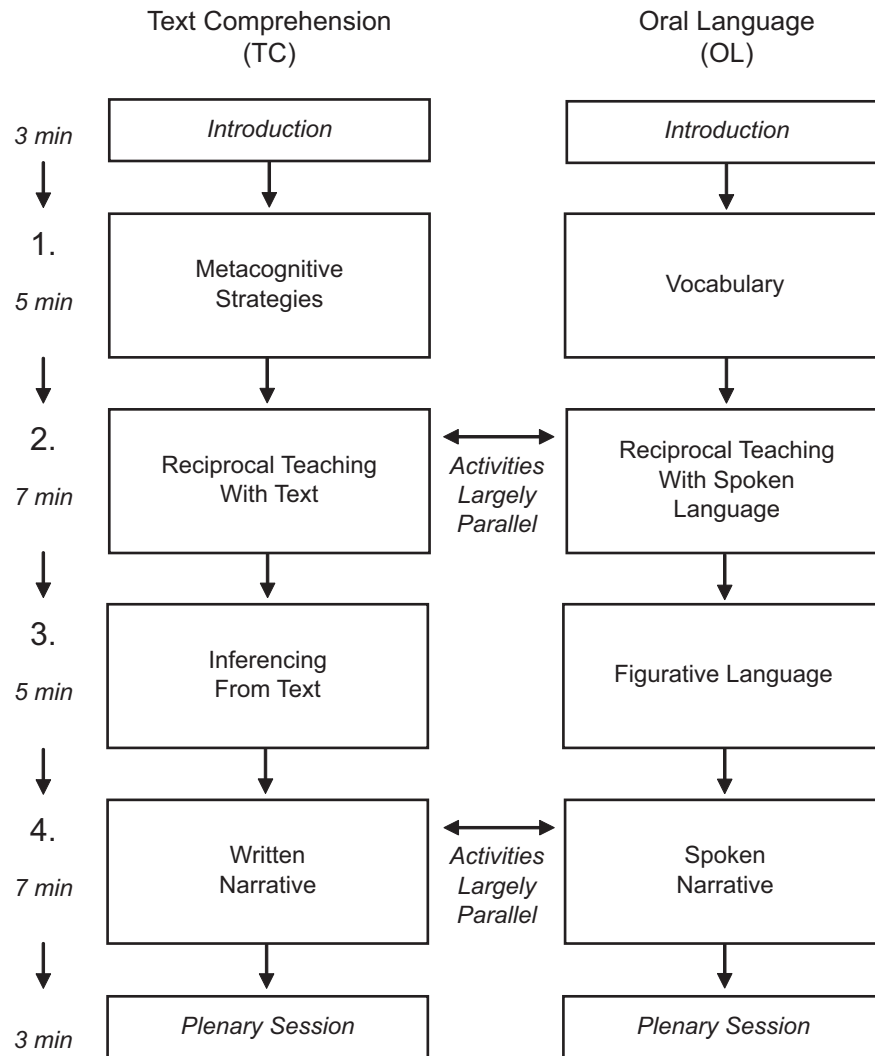 Text Comprehension
(TC)
Oral Language
(OL)
3 min
Introduction
Introduction
1.
5 min
Metacognitive
Strategies
Vocabulary
2.
7 min
Reciprocal Teaching
With Text
Activities
Largely
Parallel
Reciprocal Teaching
With Spoken
Language
3.
5 min
Inferencing
From Text
Figurative Language
4.
7 min
Written
Narrative
Activities
Largely
Parallel
Spoken
Narrative
3 min
Plenary Session
Plenary Session